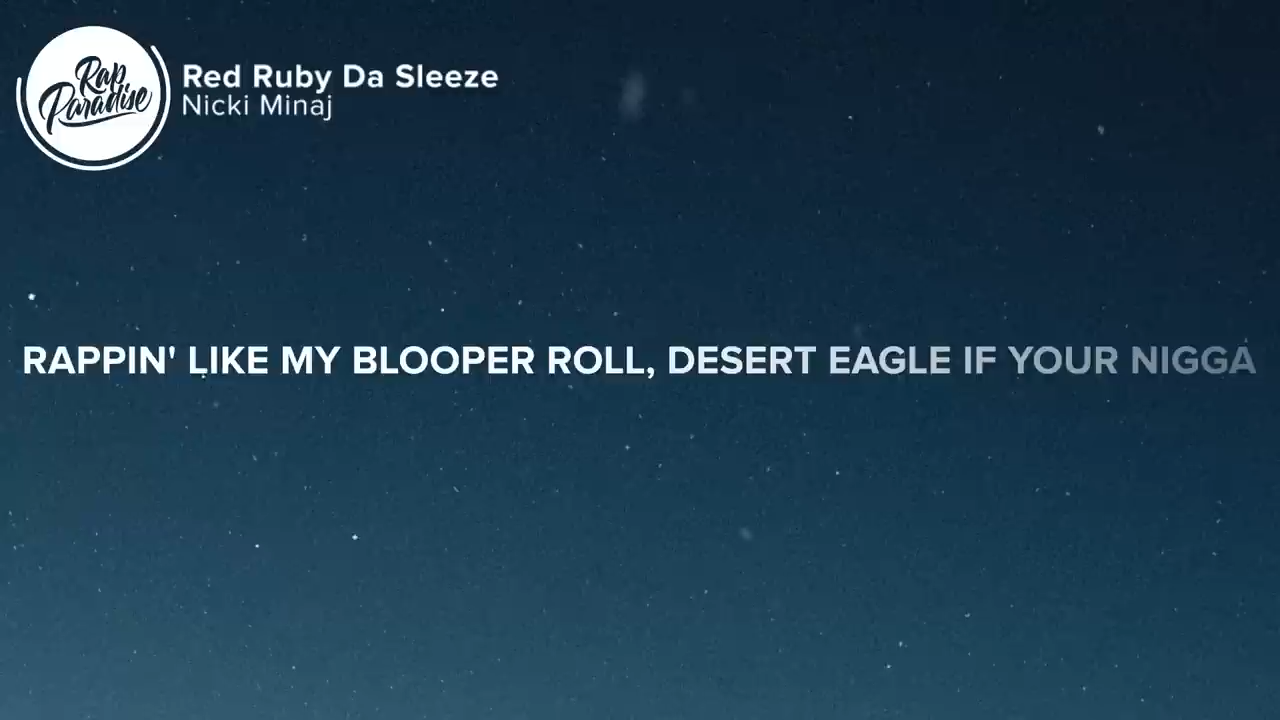 Rap
Paradise
Red Ruby Da Sleeze
Nicki Minaj
RAPPIN' LIKE MY BLOOPER ROLL, DESERT EAGLE IF YOUR NIGGA